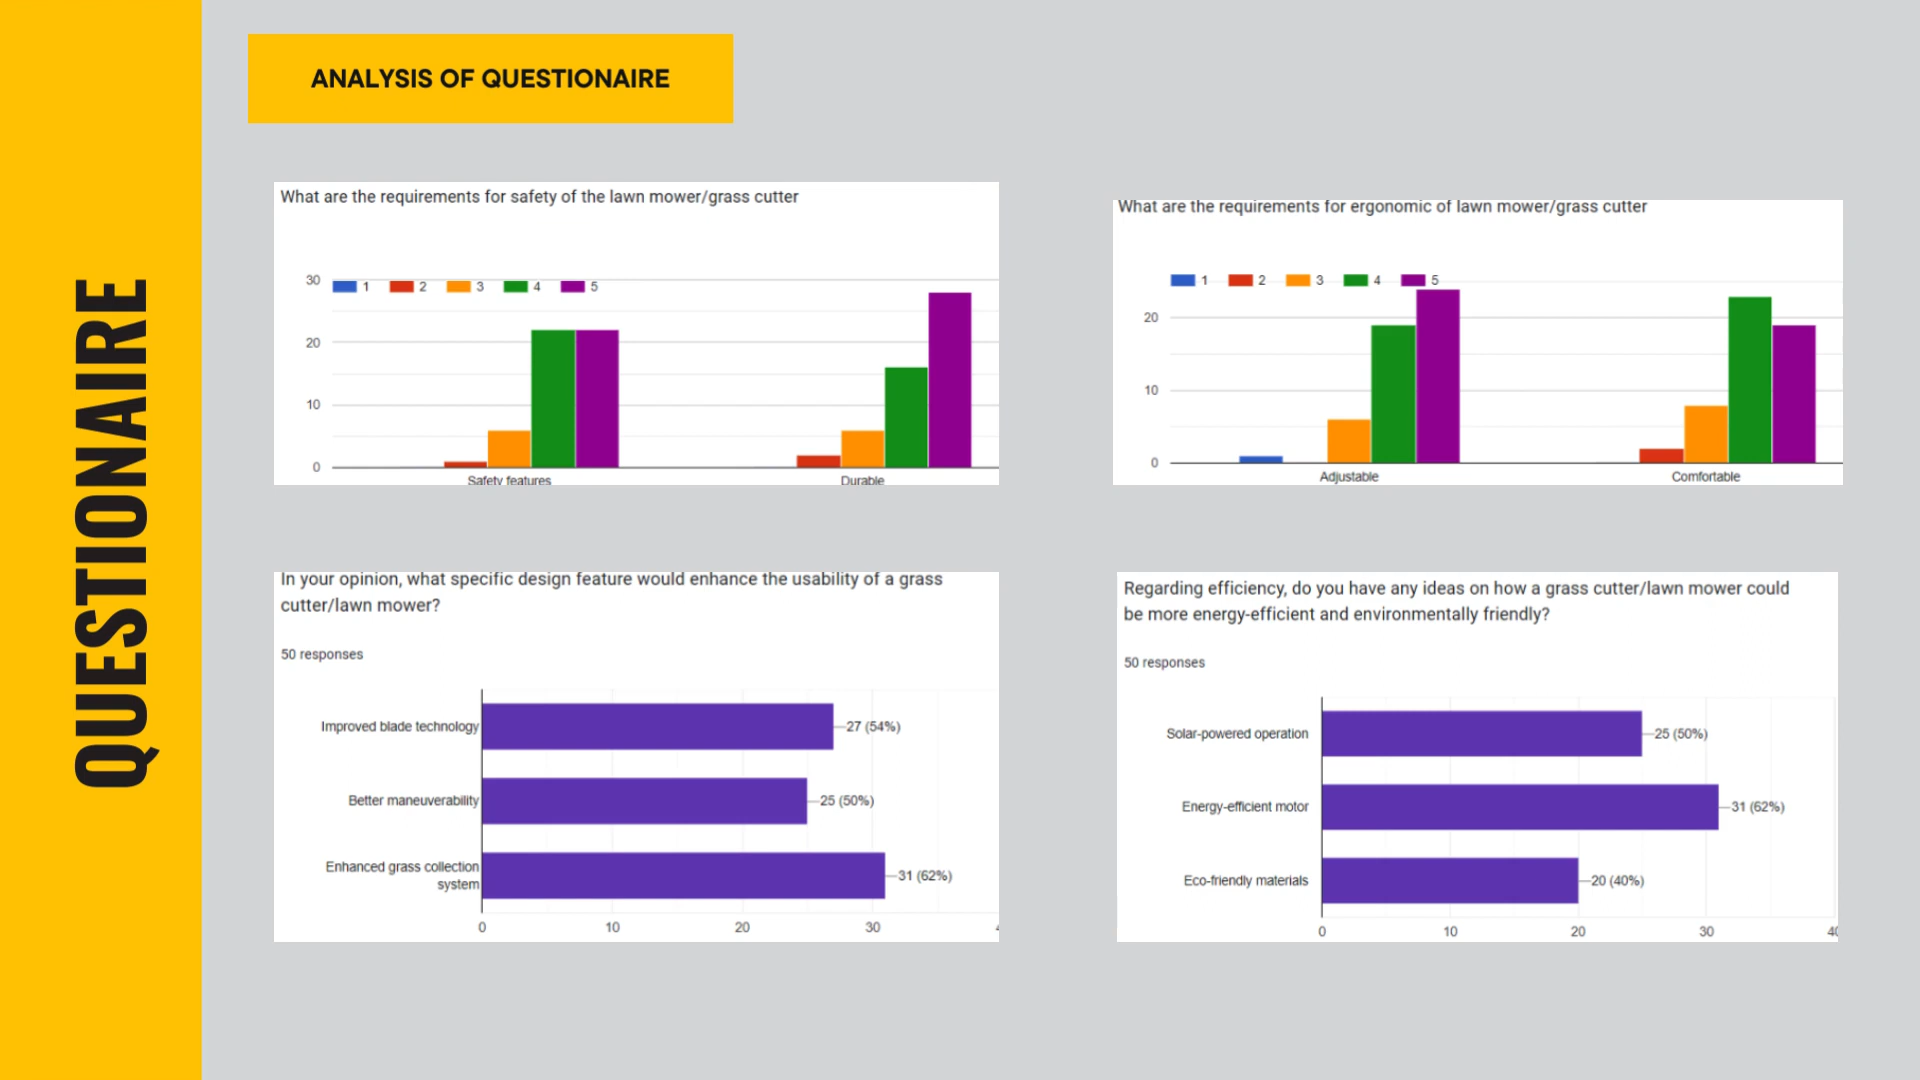 QUESTIONAIRE
ANALYSIS OF QUESTIONAIRE
What are the requirements for safety of the lawn mower/grass cutter
30
1 2 3 4 5
20
10
0
Safety features Durable
What are the requirements for ergonomic of lawn mower/grass cutter
1 2 3 4 5
20
10
0
Adjustable Comfortable
In your opinion, what specific design feature would enhance the usability of a grass
cutter/lawn mower?
50 responses
Improved blade technology 27 (54%)
Better maneuverability 25 (50%)
Enhanced grass collection
system 31 (62%)
0 10 20 30
Regarding efficiency, do you have any ideas on how a grass cutter/lawn mower could
be more energy-efficient and environmentally friendly?
50 responses
Solar-powered operation 25 (50%)
Energy-efficient motor 31 (62%)
Eco-friendly materials 20 (40%)
0 10 20 30 40